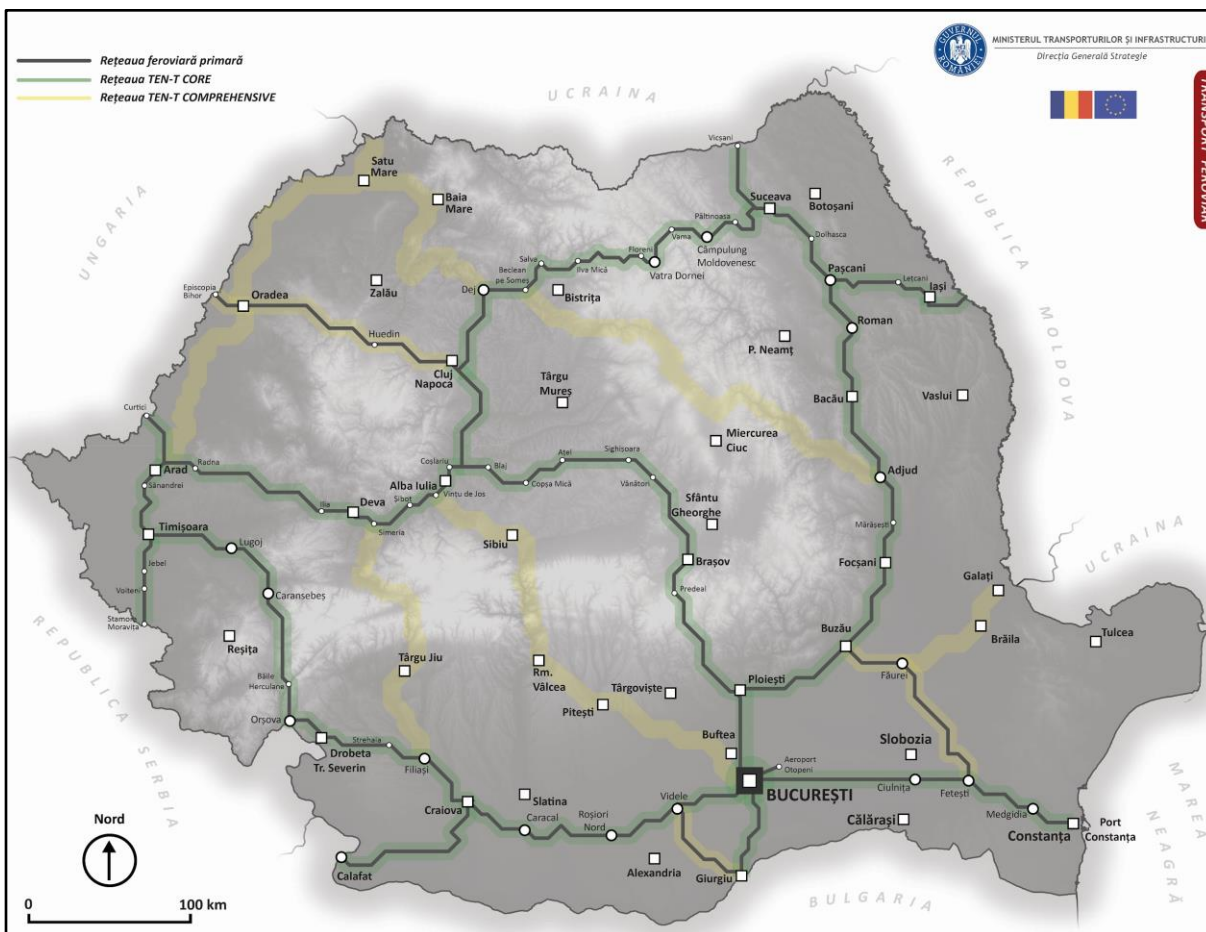 Rețeaua feroviară primară
Rețeaua TEN-T CORE
Rețeaua TEN-T COMPREHENSIVE
GUVERNUL ROMÂNIEI
MINISTERUL TRANSPORTURILOR ȘI INFRASTRUCTURII
Direcția Generală Strategie
TRANSPORT FEROVIAR
UCRAINA
UNGARIA
REPUBLICA
MOLDOVA
Vicșani
Satu
Mare
Baia
Mare
Suceava
Botoșani
Păltinoasa
Vama
Câmpulung
Moldovenesc
Dolhasca
Floreni
Vatra Dornei
Salva
Ilva Mică
Beclean
pe Someș
Dej
Bistrița
Zalău
Pașcani
Lețcani
Iași
Episcopia
Bihor
Oradea
Huedin
Cluj
Napoca
Roman
P. Neamț
Târgu
Mureș
Bacău
Vaslui
Curtici
Miercurea
Ciuc
Arad
Radna
Sânandrei
Coșlariu
Blaj
Ațel
Sighișoara
Copșa Mică
Vânători
Adjud
Alba Iulia
Vințu de Jos
Șibot
Ilia
Deva
Simeria
Sfântu
Gheorghe
Mărășești
Timișoara
Lugoj
Sibiu
Brașov
Focșani
UCRAINA
Jebel
Voiteni
Caransebeș
Predeal
Galați
Stamora
Moravița
Reșița
Brăila
Tulcea
Buzău
Făurei
REPUBLICA SERBIA
Târgu Jiu
Rm.
Vâlcea
Târgoviște
Ploiești
Băile
Herculane
Pitești
Orșova
Buftea
Slobozia
Strehaia
Drobeta
Tr. Severin
Filiași
Aeroport
Otopeni
BUCUREȘTI
Ciulnița
Fetești
MAREA
NEAGRĂ
Craiova
Slatina
Caracal
Roșiori
Nord
Videle
Medgidia
Constanța
Port
Constanța
Călărași
Nord
Calafat
Alexandria
Giurgiu
BULGARIA
0
100 km